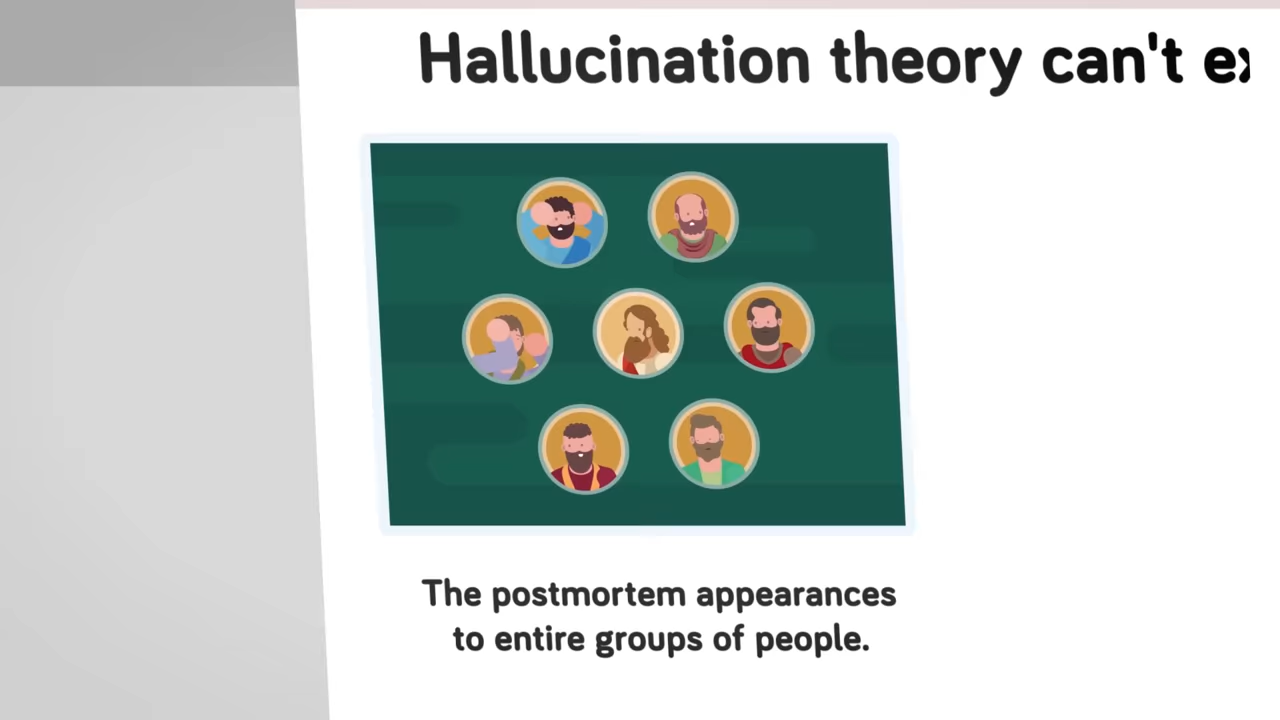 Hallucination theory can't
The postmortem appearances
to entire groups of people.